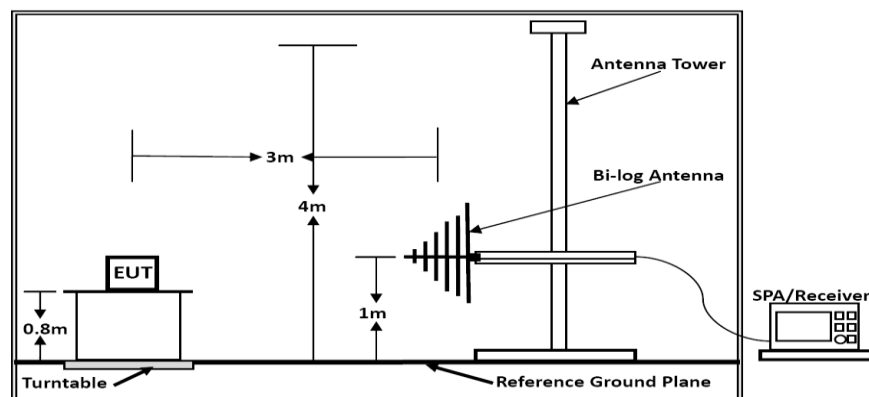 Antenna Tower
3m
Bi-log Antenna
4m
EUT
SPA/Receiver
0.8m
1m
Turntable
Reference Ground Plane